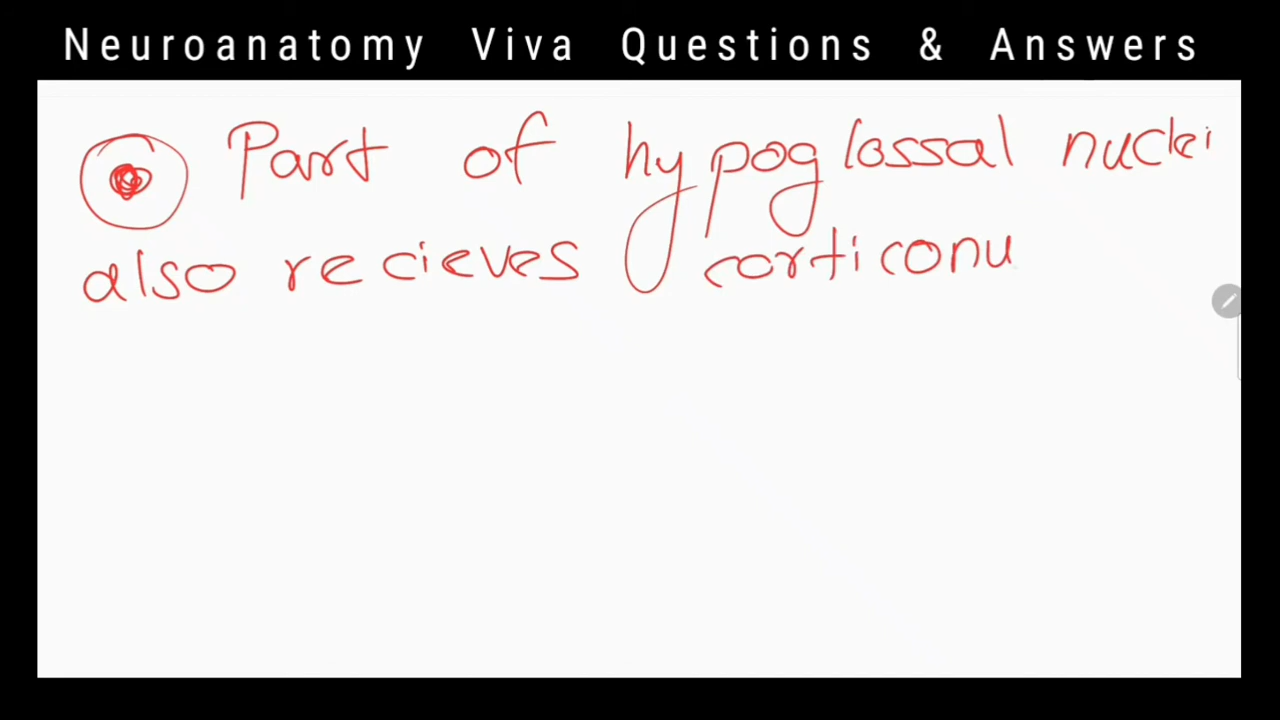 Neuroanatomy Viva Questions & Answers
Part of hypoglossal nuclei
also recieves corticonu